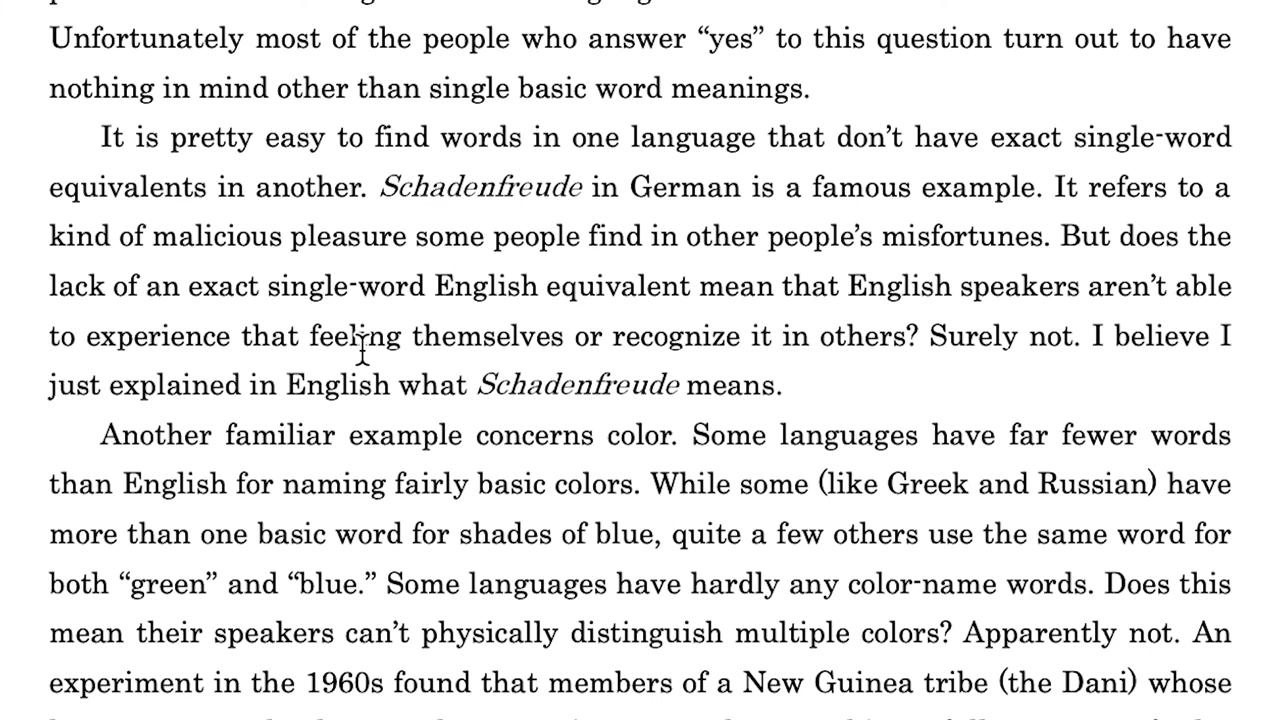 Unfortunately most of the people who answer “yes” to this question turn out to have
nothing in mind other than single basic word meanings.
It is pretty easy to find words in one language that don’t have exact single-word
equivalents in another. Schadenfreude in German is a famous example. It refers to a
kind of malicious pleasure some people find in other people’s misfortunes. But does the
lack of an exact single-word English equivalent mean that English speakers aren’t able
to experience that feeling themselves or recognize it in others? Surely not. I believe I
just explained in English what Schadenfreude means.
Another familiar example concerns color. Some languages have far fewer words
than English for naming fairly basic colors. While some (like Greek and Russian) have
more than one basic word for shades of blue, quite a few others use the same word for
both “green” and “blue.” Some languages have hardly any color-name words. Does this
mean their speakers can’t physically distinguish multiple colors? Apparently not. An
experiment in the 1960s found that members of a New Guinea tribe (the Dani) whose